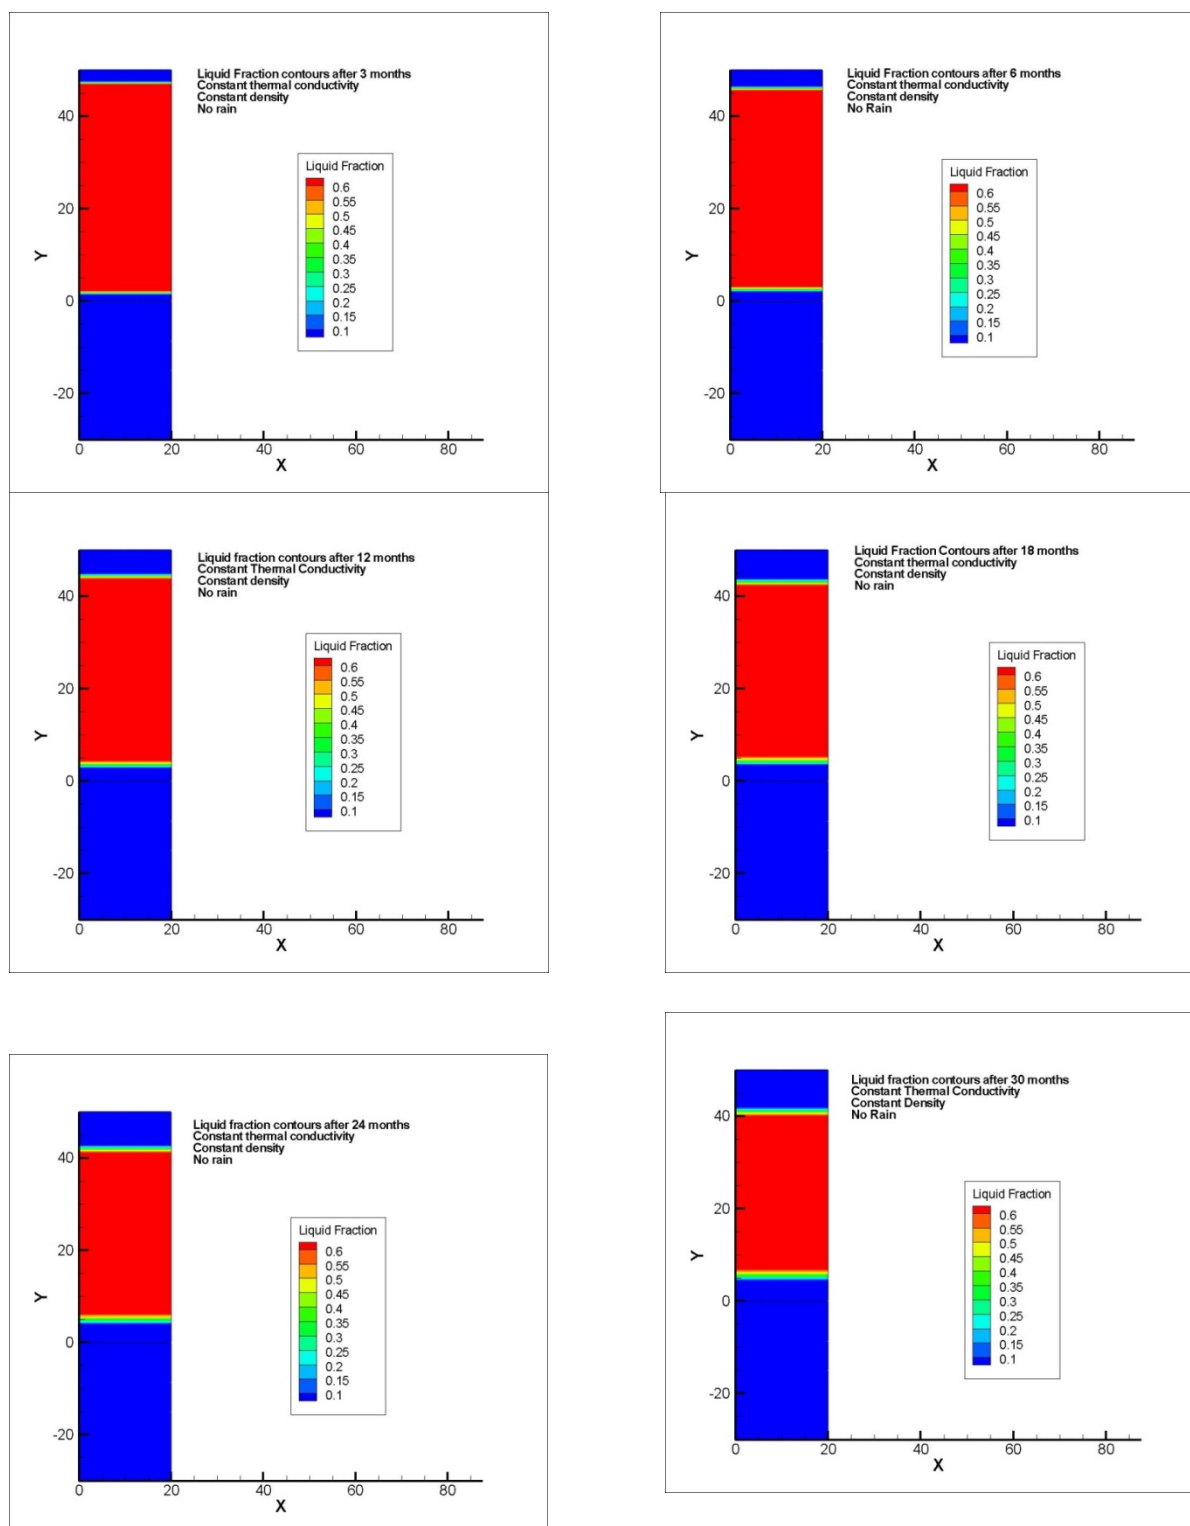 Liquid Fraction contours after 3 months
Constant thermal conductivity
Constant density
No rain
Liquid Fraction
0.6
0.55
0.5
0.45
0.4
0.35
0.3
0.25
0.2
0.15
0.1
40
20
0
-20
Y
0 20 40 60 80
X
Liquid Fraction contours after 6 months
Constant thermal conductivity
Constant density
No Rain
Liquid Fraction
0.6
0.55
0.5
0.45
0.4
0.35
0.3
0.25
0.2
0.15
0.1
40
20
0
-20
Y
0 20 40 60 80
X
Liquid fraction contours after 12 months
Constant Thermal Conductivity
Constant density
No rain
Liquid Fraction
0.6
0.55
0.5
0.45
0.4
0.35
0.3
0.25
0.2
0.15
0.1
40
20
0
-20
Y
0 20 40 60 80
X
Liquid Fraction Contours after 18 months
Constant thermal conductivity
Constant density
No rain
Liquid Fraction
0.6
0.55
0.5
0.45
0.4
0.35
0.3
0.25
0.2
0.15
0.1
40
20
0
-20
Y
0 20 40 60 80
X
Liquid fraction contours after 24 months
Constant thermal conductivity
Constant density
No rain
Liquid Fraction
0.6
0.55
0.5
0.45
0.4
0.35
0.3
0.25
0.2
0.15
0.1
40
20
0
-20
Y
0 20 40 60 80
X
Liquid fraction contours after 30 months
Constant Thermal Conductivity
Constant Density
No Rain
Liquid Fraction
0.6
0.55
0.5
0.45
0.4
0.35
0.3
0.25
0.2
0.15
0.1
40
20
0
-20
Y
0 20 40 60 80
X